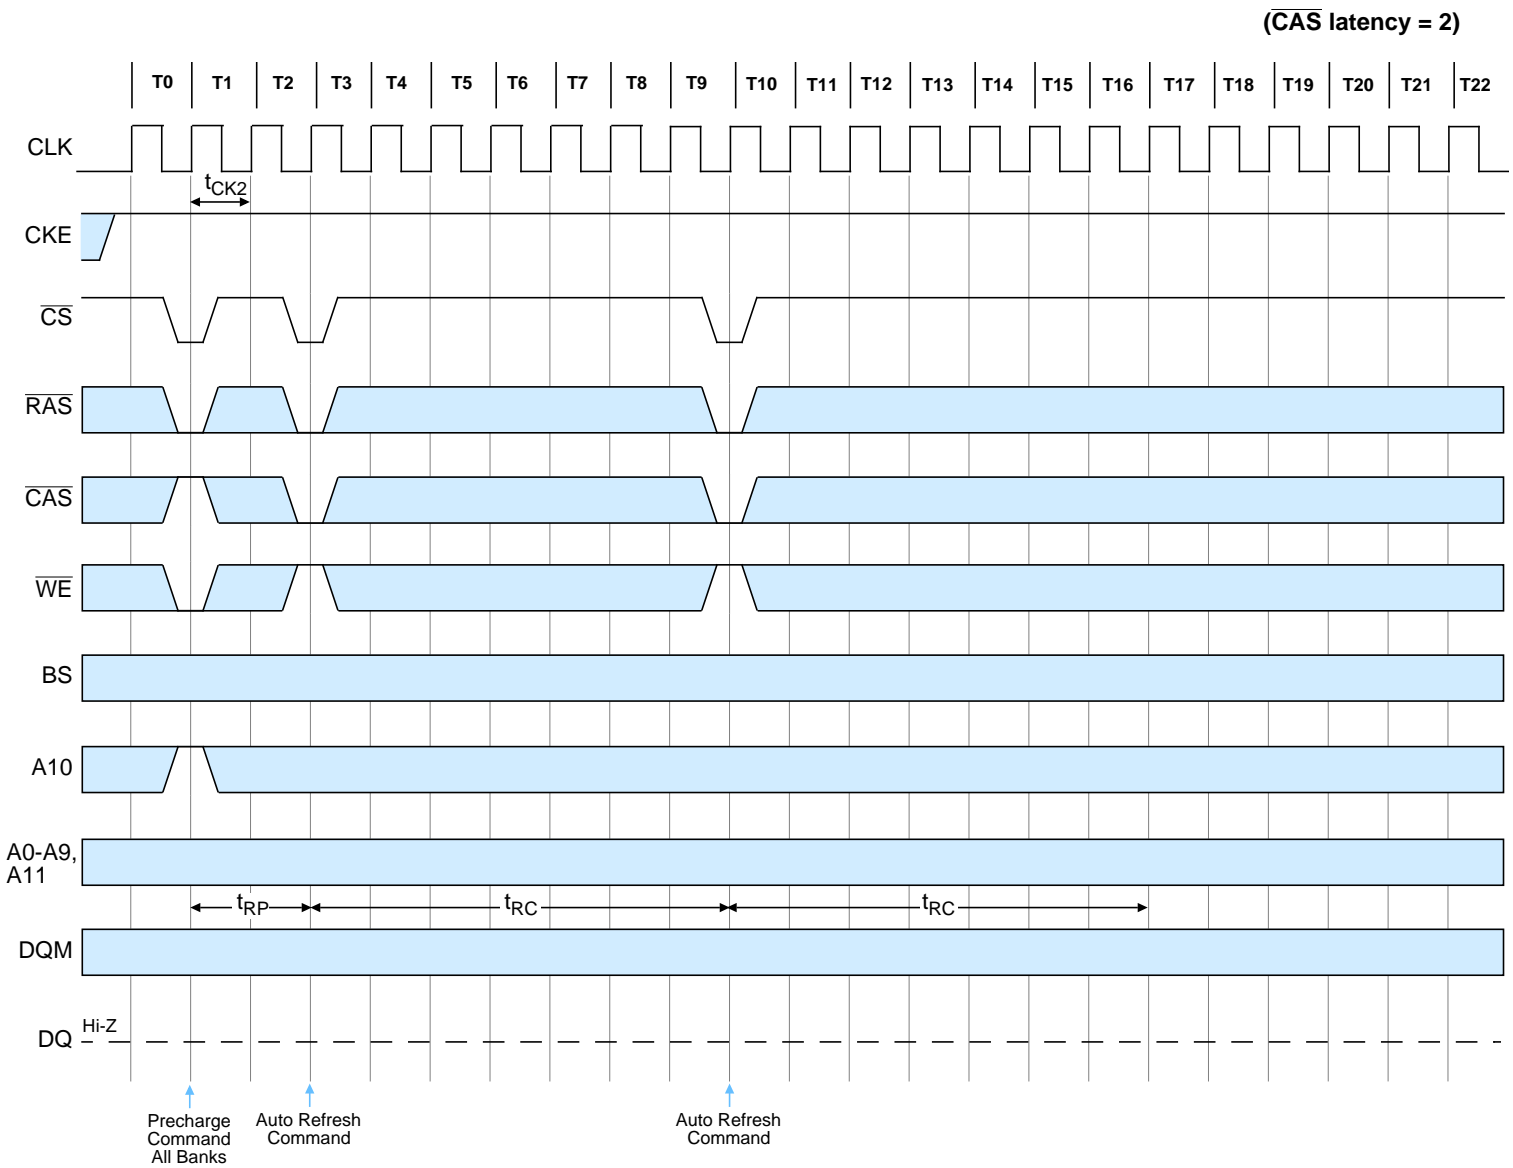 (CAS latency = 2)
T0 T1 T2 T3 T4 T5 T6 T7 T8 T9 T10 T11 T12 T13 T14 T15 T16 T17 T18 T19 T20 T21 T22
CLK
tCK2
CKE
CS
RAS
CAS
WE
BS
A10
A0-A9,
A11
tRP tRC tRC
DQM
Hi-Z
DQ
Precharge
Command
All Banks
Auto Refresh
Command
Auto Refresh
Command